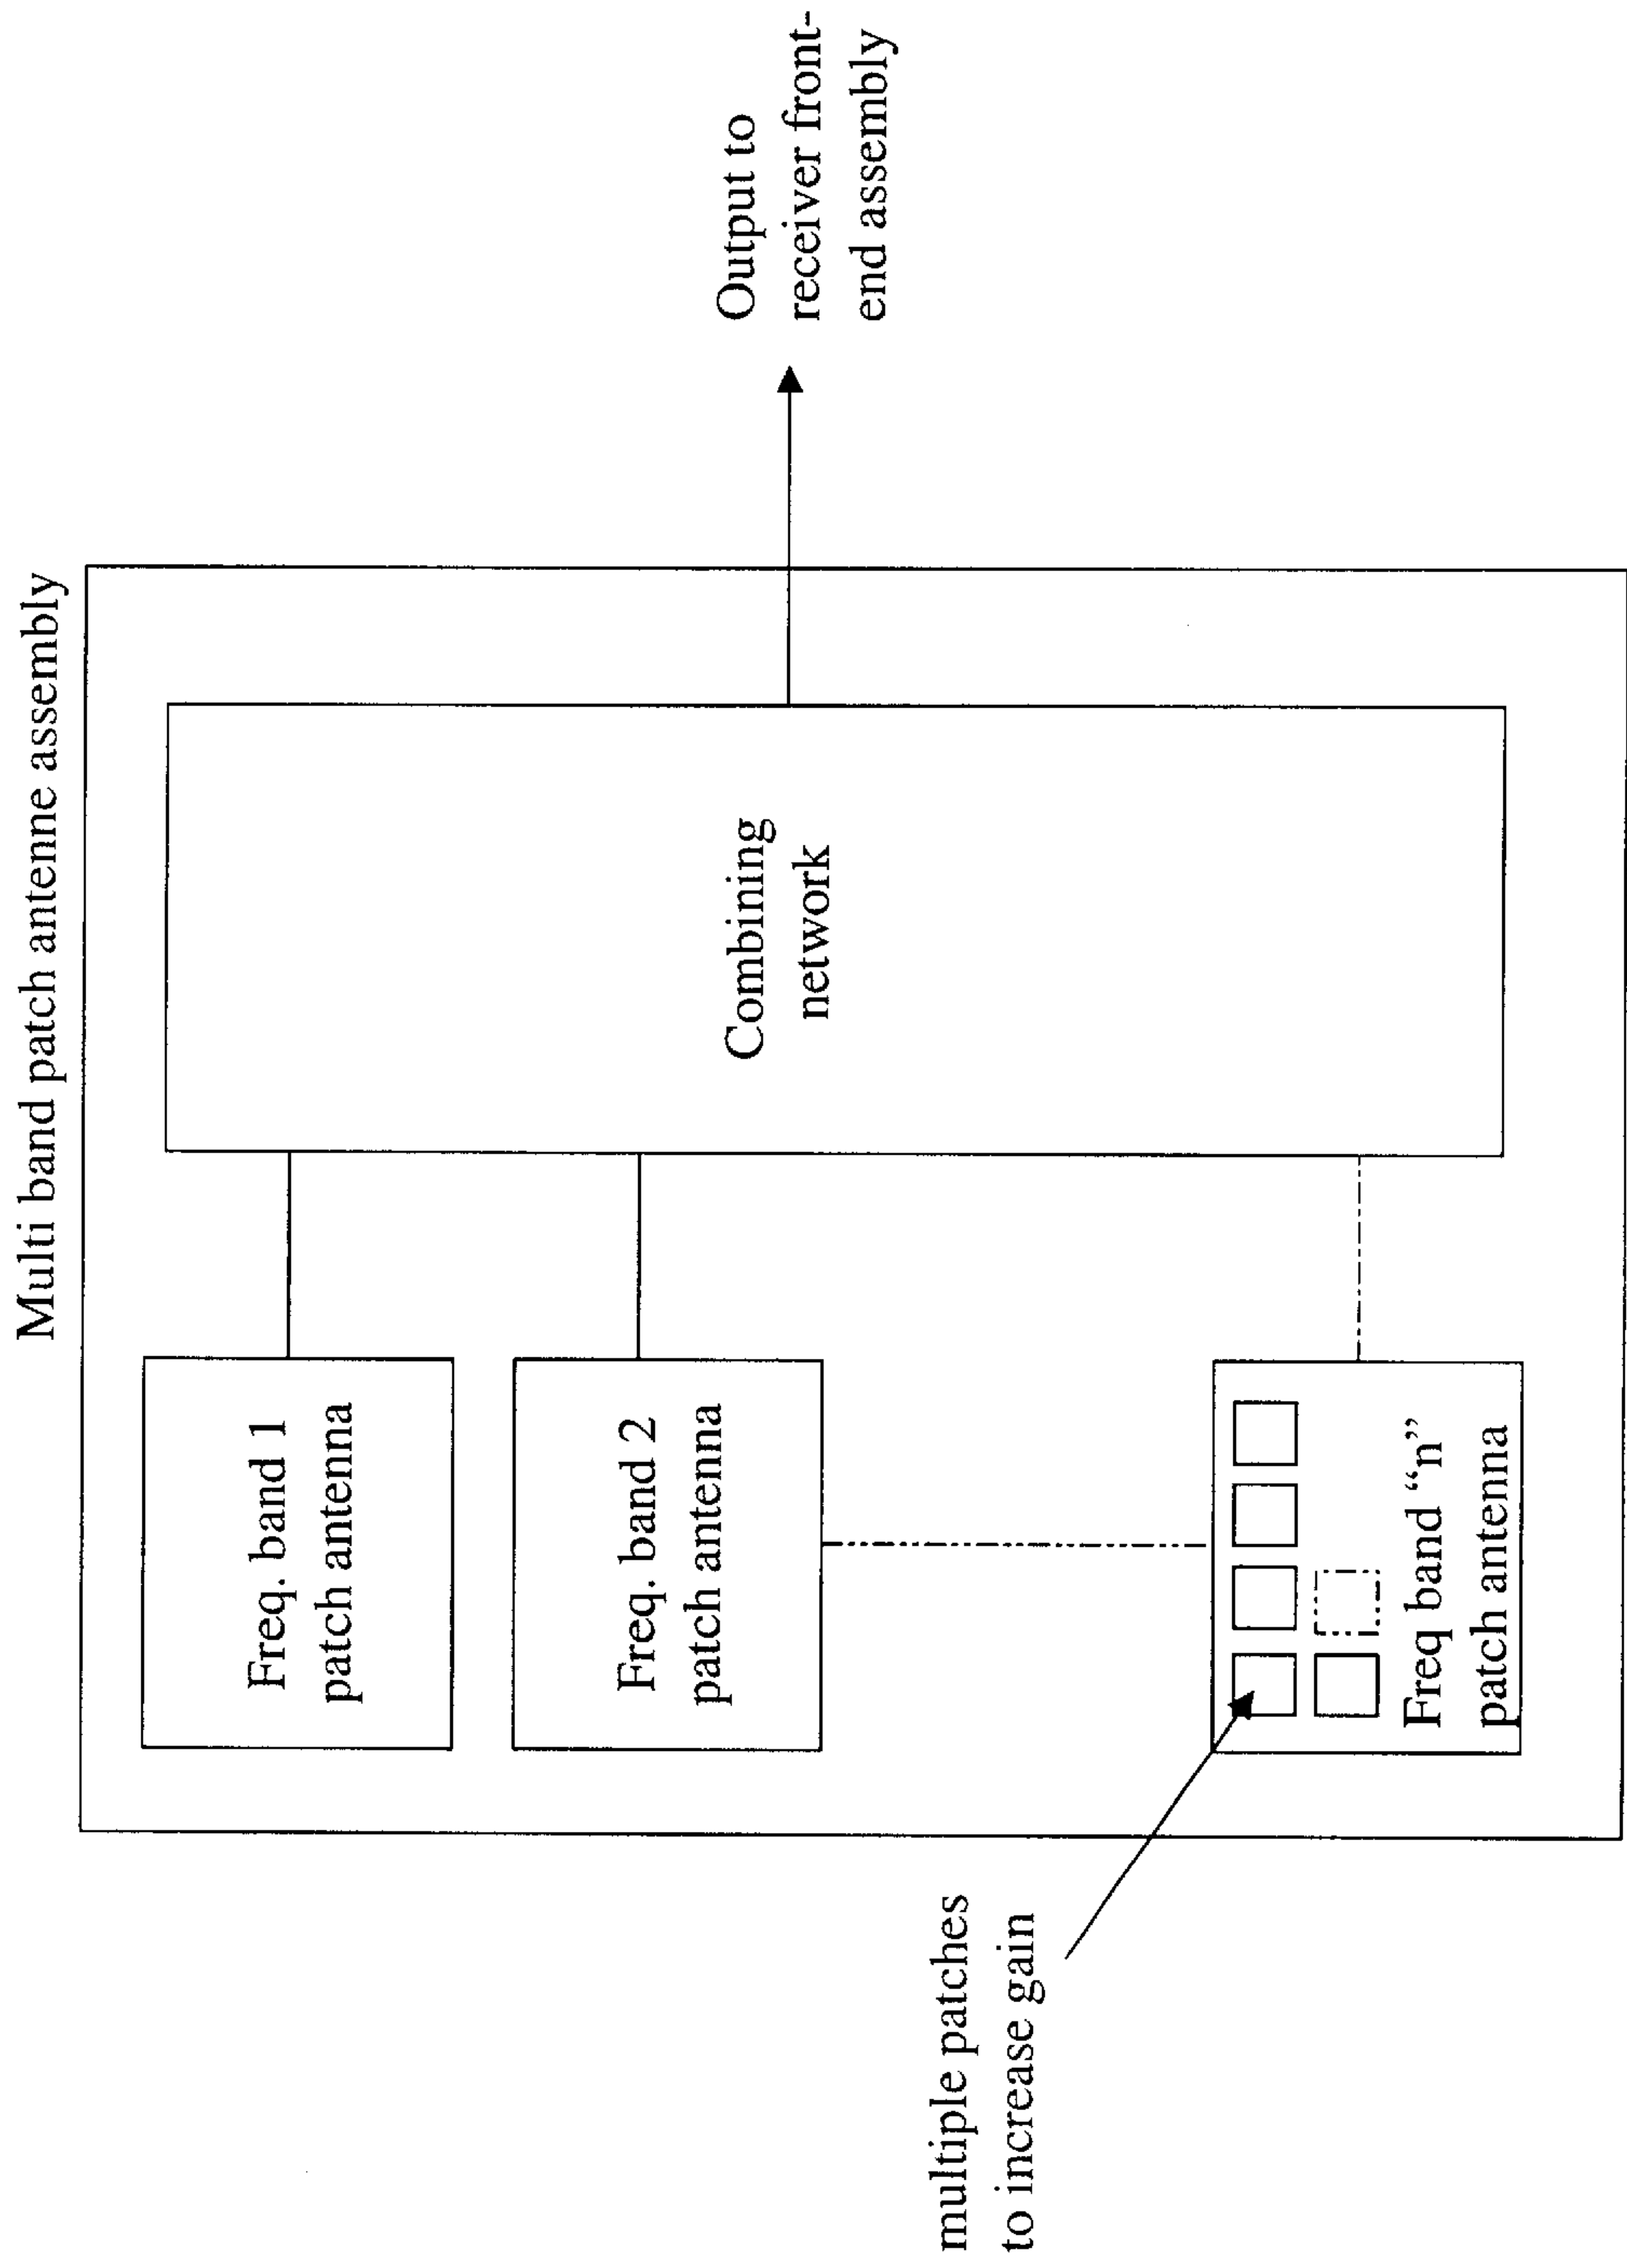 Multi band patch antenne assembly
Freq. band 1
patch antenna
Freq. band 2
patch antenna
Combining
network
Output to
receiver front-
end assembly
multiple patches
to increase gain
Freq band “n”
patch antenna